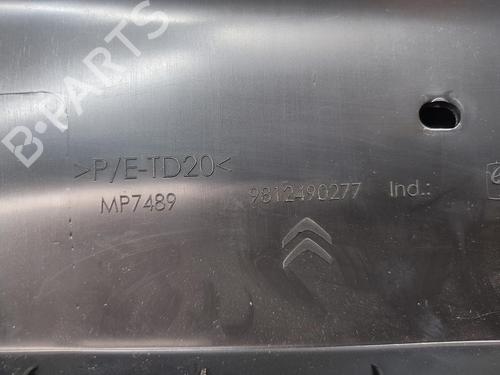 B-PARTS
>P/E-TD20<
MP7489
9812490277 Ind.: